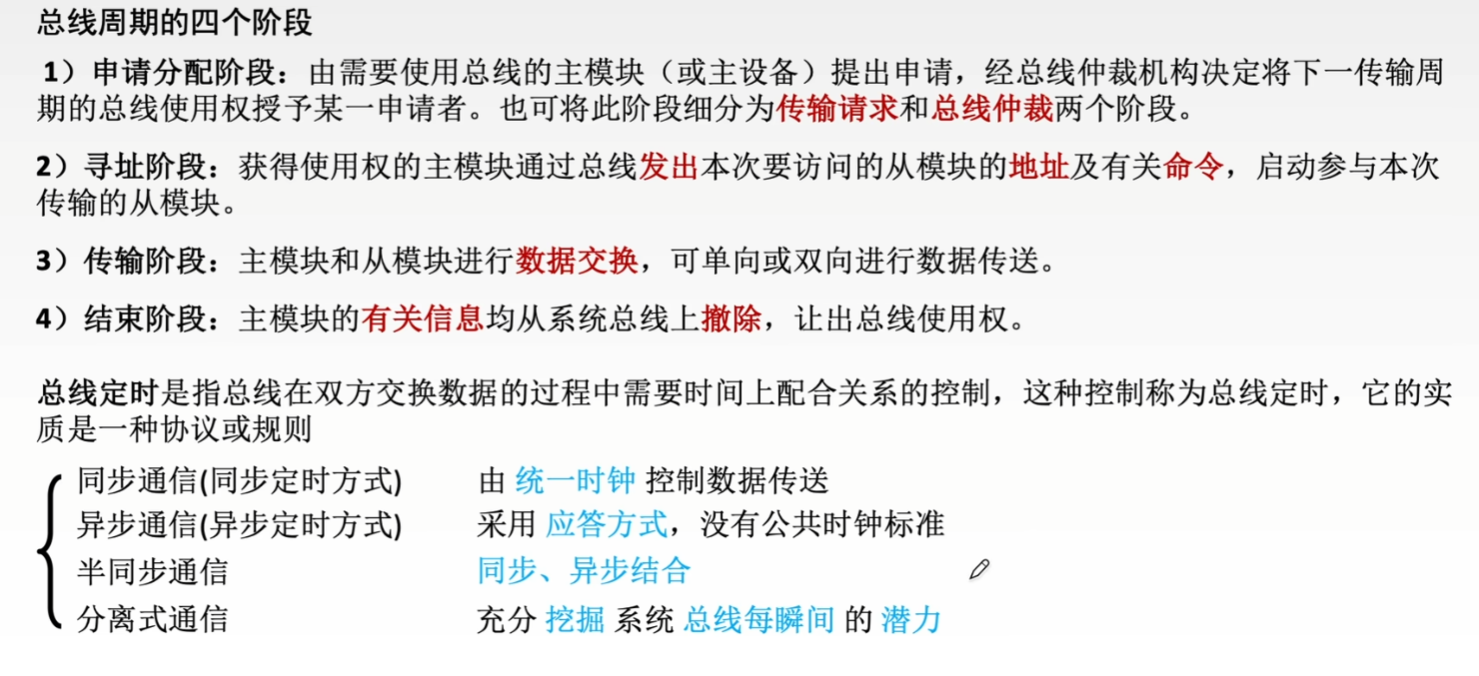 总线周期的四个阶段
1）申请分配阶段：由需要使用总线的主模块（或主设备）提出申请，经总线仲裁机构决定将下一传输周
期的总线使用权授予某一申请者。也可将此阶段细分为传输请求和总线仲裁两个阶段。
2）寻址阶段：获得使用权的主模块通过总线发出本次要访问的从模块的地址及有关命令，启动参与本次
传输的从模块。
3）传输阶段：主模块和从模块进行数据交换，可单向或双向进行数据传送。
4）结束阶段：主模块的有关信息均从系统总线上撤除，让出总线使用权。
总线定时是指总线在双方交换数据的过程中需要时间上配合关系的控制，这种控制称为总线定时，它的实
质是一种协议或规则
同步通信(同步定时方式) 由 统一时钟 控制数据传送
异步通信(异步定时方式) 采用 应答方式，没有公共时钟标准
半同步通信 同步、异步结合
分离式通信 充分 挖掘 系统 总线每瞬间 的 潜力